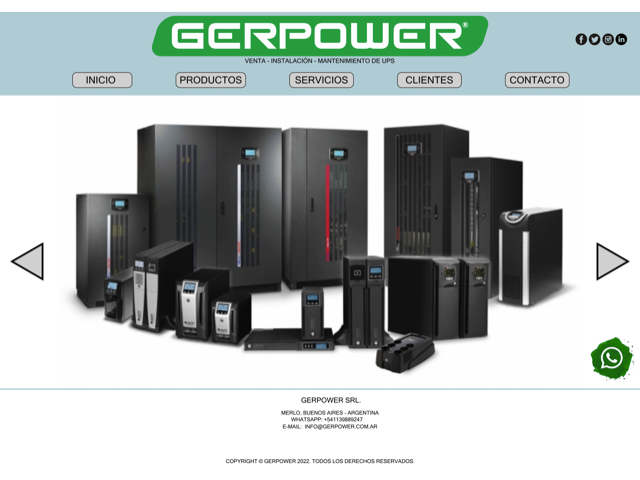 GERPOWER®
VENTA - INSTALACIÓN - MANTENIMIENTO DE UPS
INICIO
PRODUCTOS
SERVICIOS
CLIENTES
CONTACTO
GERPOWER SRL.
MERLO, BUENOS AIRES - ARGENTINA
WHATSAPP: +541139889247
E-MAIL: INFO@GERPOWER.COM.AR
COPYRIGHT © GERPOWER 2022. TODOS LOS DERECHOS RESERVADOS.